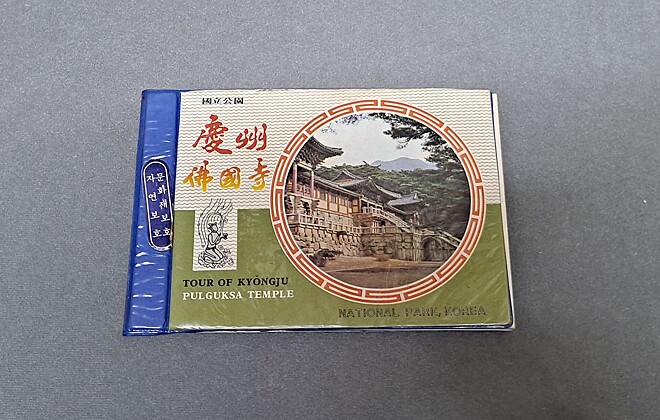 國立公園
慶州
佛國寺
문화재보호
자연보호
TOUR OF KYŎNGJU
PULGUKSA TEMPLE
NATIONAL PARK, KOREA